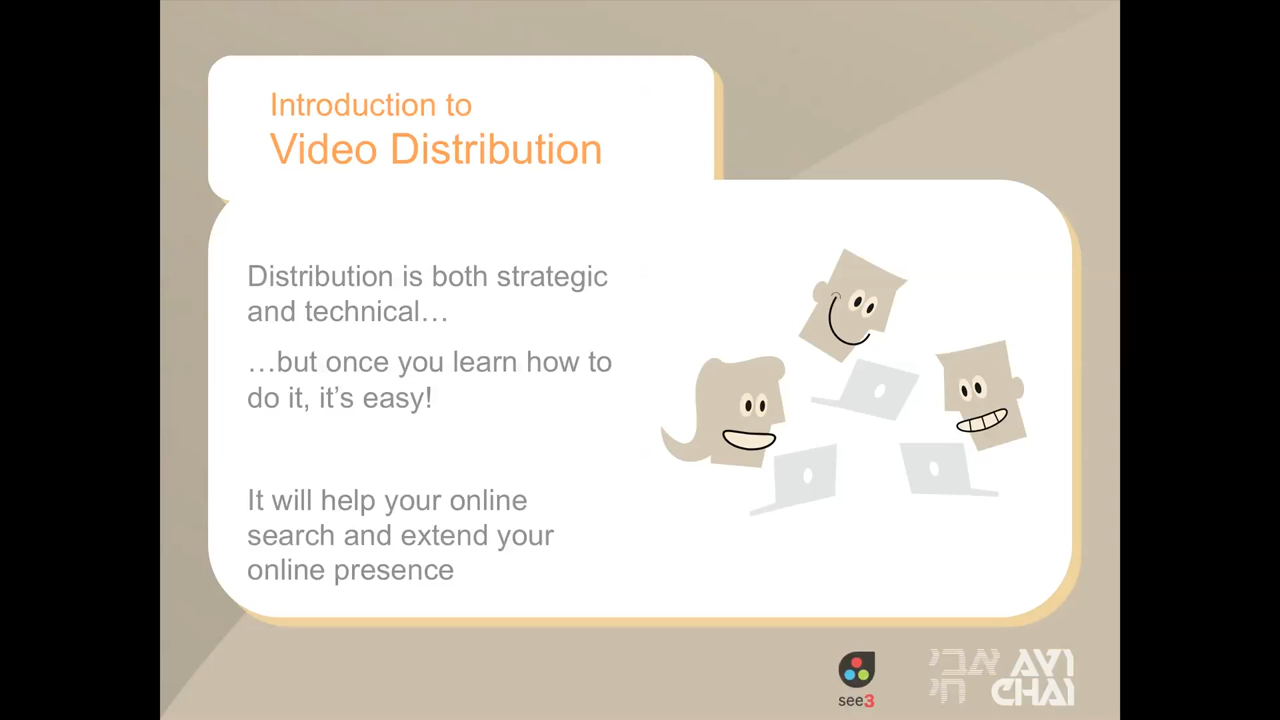 Introduction to
Video Distribution
Distribution is both strategic
and technical…
…but once you learn how to
do it, it’s easy!
It will help your online
search and extend your
online presence
see3
אבי AVI
חי CHAI